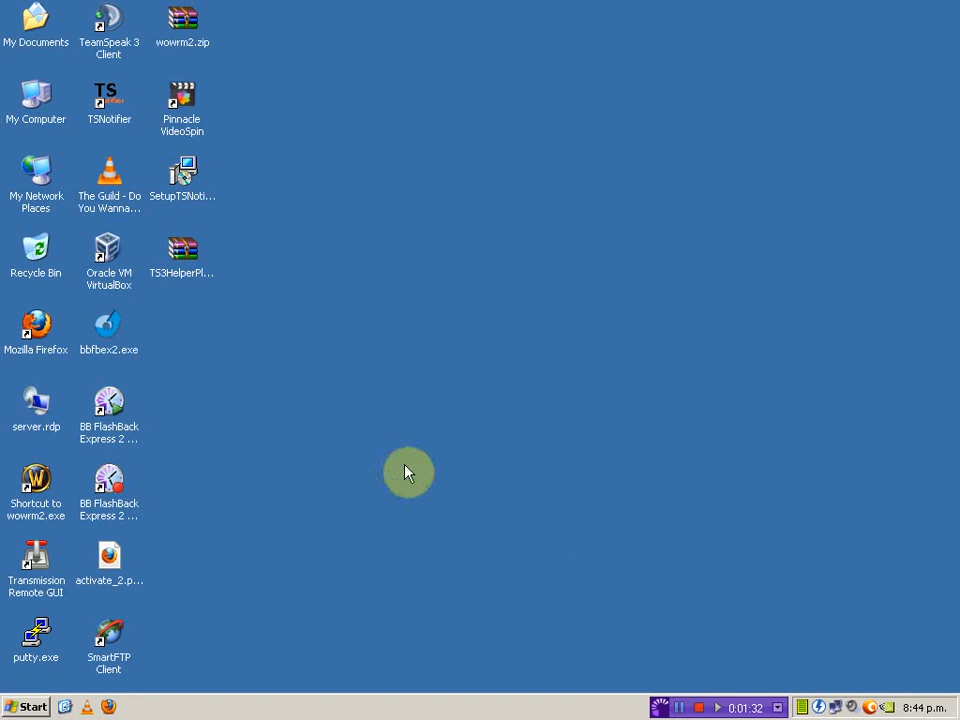 My Documents
TeamSpeak 3
Client
wowrm2.zip
My Computer
TS
TSNotifier
Pinnacle
VideoSpin
My Network
Places
The Guild - Do
You Wanna...
SetupTSNoti...
Recycle Bin
Oracle VM
VirtualBox
TS3HelperPl...
Mozilla Firefox
bbfbex2.exe
server.rdp
BB FlashBack
Express 2 ...
W
Shortcut to
wowrm2.exe
BB FlashBack
Express 2 ...
Transmission
Remote GUI
activate_2.p...
putty.exe
SmartFTP
Client
Start
0:01:32
8:44 p.m.